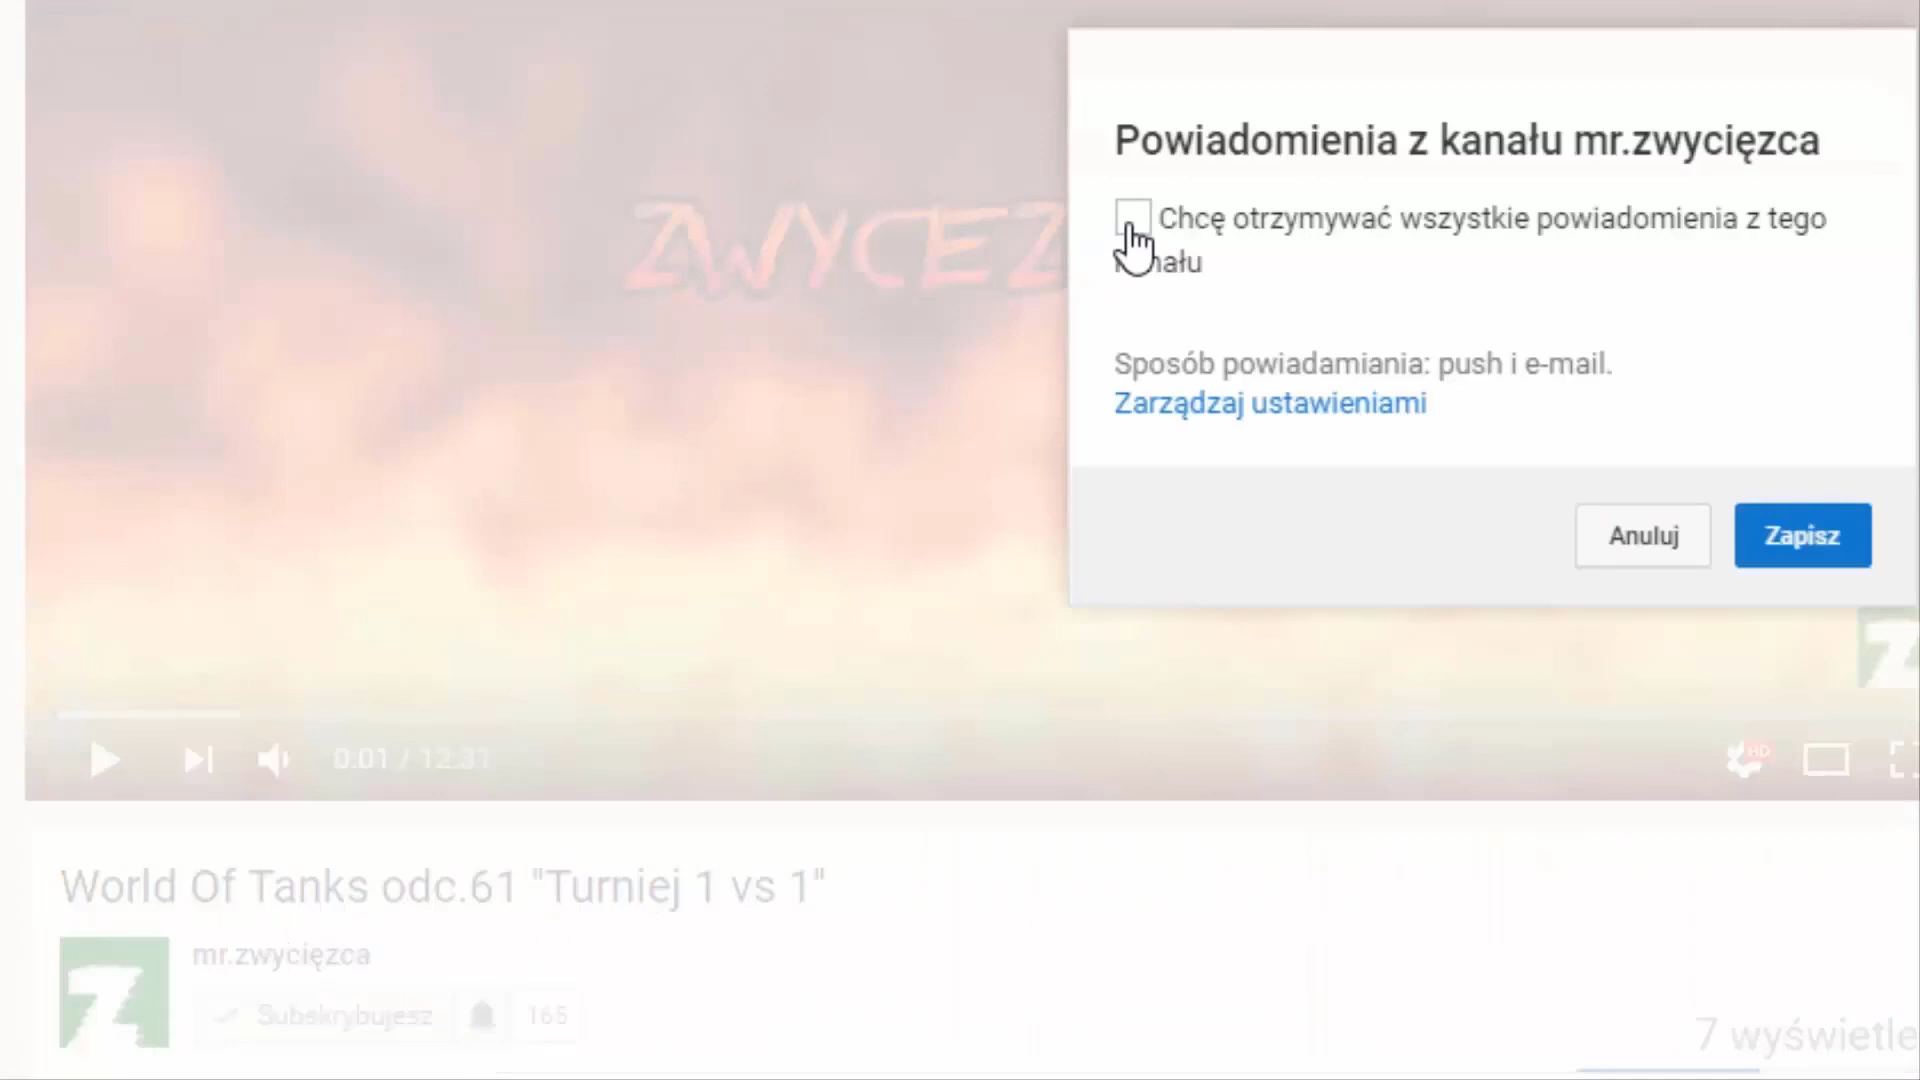 ZWYCEZ
Powiadomienia z kanału mr.zwycięzca
Chcę otrzymywać wszystkie powiadomienia z tego
Sposób powiadamiania: push i e-mail.
Zarządzaj ustawieniami
Anuluj
Zapisz
0:01 / 12:31
HD
World Of Tanks odc.61 "Turniej 1 vs 1"
mr.zwycięzca
Subskrybujesz
165
7 wyświetle